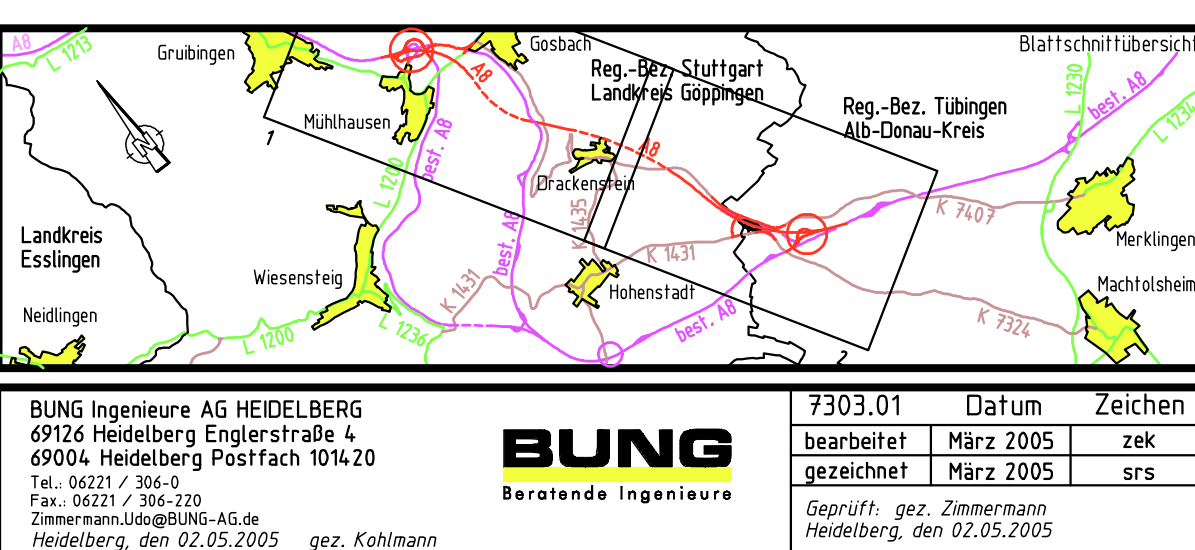 A8
L 1213
Gruibingen
Gosbach
Blattschnittübersicht
A8
Reg.-Bez. Stuttgart
Landkreis Göppingen
L 1230
best. A8
L 1234
Reg.-Bez. Tübingen
Alb-Donau-Kreis
Mühlhausen
1
best. A8
A8
N
L 1200
Drackenstein
K 1435
K 7407
Landkreis
Esslingen
best. A8
K 1431
Merklingen
Wiesensteig
K 1431
Hohenstadt
Machtolsheim
Neidlingen
L 1236
best. A8
K 7324
L 1200
2
BUNG Ingenieure AG HEIDELBERG
69126 Heidelberg Englerstraße 4
69004 Heidelberg Postfach 101420
Tel.: 06221 / 306-0
Fax.: 06221 / 306-220
Zimmermann.Udo@BUNG-AG.de
Heidelberg, den 02.05.2005 gez. Kohlmann
BUNG
Beratende Ingenieure
7303.01 Datum Zeichen
bearbeitet März 2005 zek
gezeichnet März 2005 srs
Geprüft: gez. Zimmermann
Heidelberg, den 02.05.2005